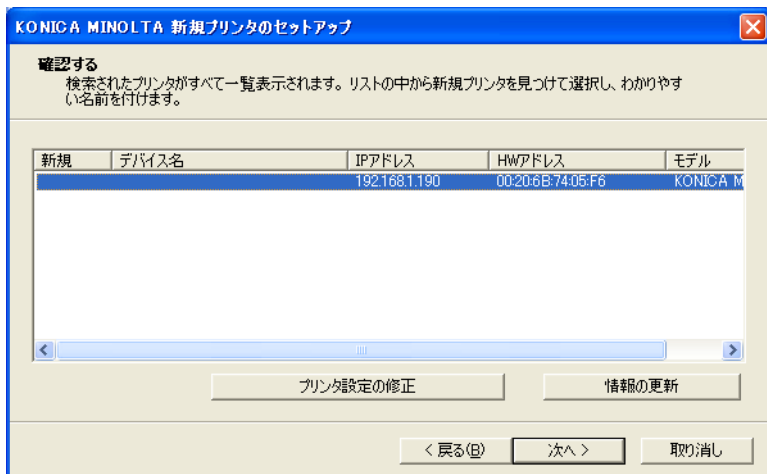 KONICA MINOLTA 新規プリンタのセットアップ
確認する
検索されたプリンタがすべて一覧表示されます。リストの中から新規プリンタを見つけて選択し、わかりやす
い名前を付けます。
新規 デバイス名 IPアドレス HWアドレス モデル
192.168.1.190 00:20:6B:74:05:F6 KONICA M
プリンタ設定の修正 情報の更新
< 戻る(B) 次へ > 取り消し